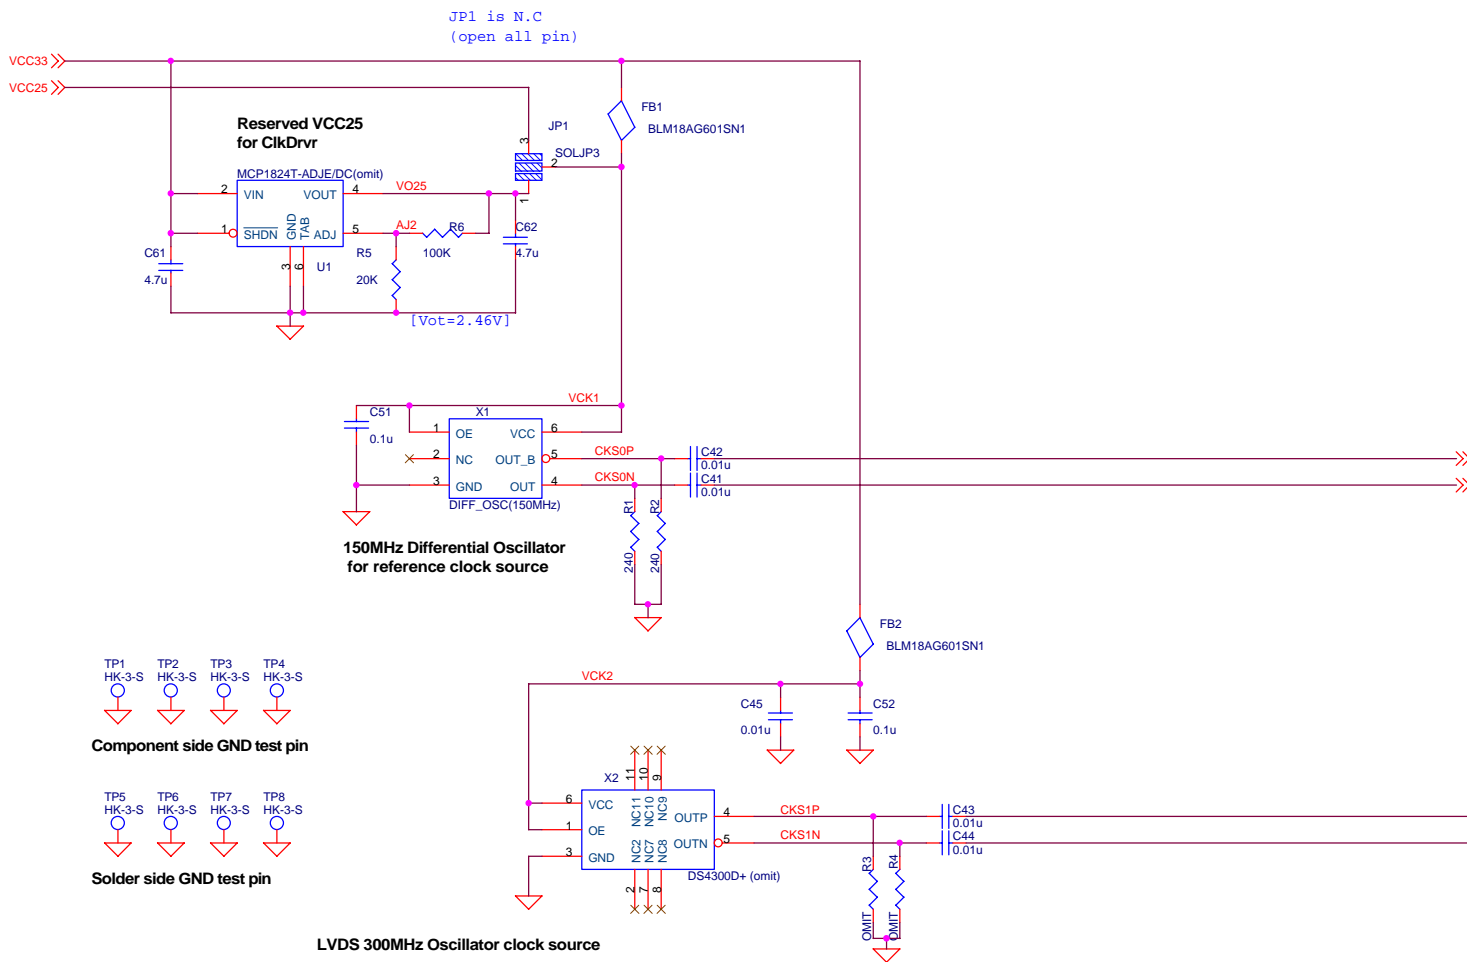 JP1 is N.C
(open all pin)
VCC33
VCC25
FB1
BLM18AG601SN1
Reserved VCC25
for ClkDrvr
JP1
SOLJP3
3
2
1
MCP1824T-ADJE/DC(omit)
2 VIN VOUT 4 VO25
1 SHDN GND TAB ADJ 5 AJ2 R6
100K
C62
4.7u
C61
4.7u
3 6 U1
R5
20K
[Vot=2.46V]
VCK1
C51
0.1u
X1
1 OE VCC 6
2 NC OUT_B 5 CKS0P C42
0.01u
3 GND OUT 4 CKS0N C41
0.01u
DIFF_OSC(150MHz)
R1 R2
240 240
150MHz Differential Oscillator
for reference clock source
FB2
BLM18AG601SN1
VCK2
C45
0.01u
C52
0.1u
TP1 TP2 TP3 TP4
HK-3-S HK-3-S HK-3-S HK-3-S
Component side GND test pin
TP5 TP6 TP7 TP8
HK-3-S HK-3-S HK-3-S HK-3-S
Solder side GND test pin
X2 11 10 9
6 VCC NC11 NC10 NC9
1 OE OUTP 4 CKS1P C43
0.01u
3 GND NC2 NC7 NC8 OUTN 5 CKS1N C44
0.01u
DS4300D+ (omit)
2 7 8
R3 R4
OMIT OMIT
LVDS 300MHz Oscillator clock source